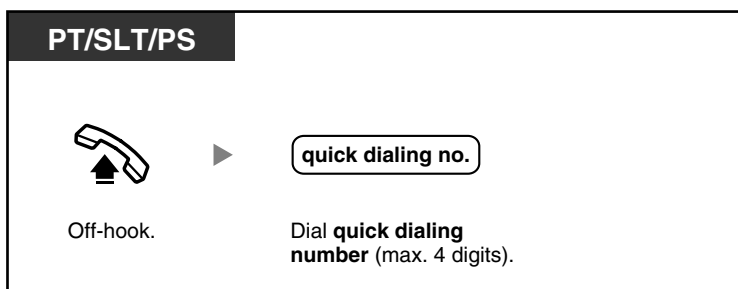 PT/SLT/PS
quick dialing no.
Off-hook.
Dial quick dialing
number (max. 4 digits).